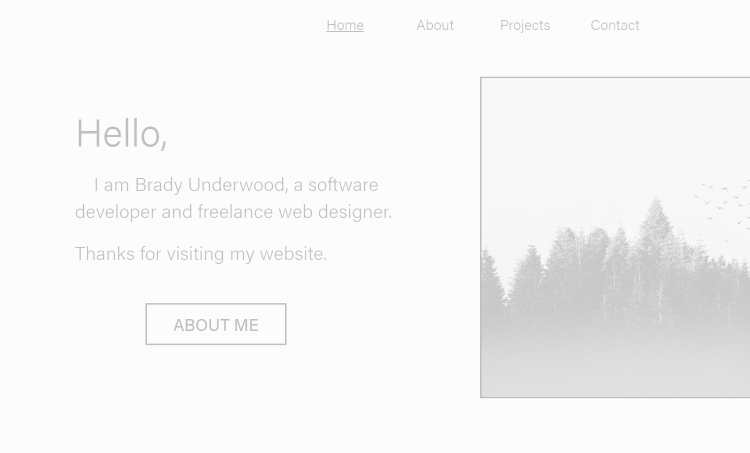 Home About Projects Contact
Hello,
I am Brady Underwood, a software
developer and freelance web designer.
Thanks for visiting my website.
ABOUT ME